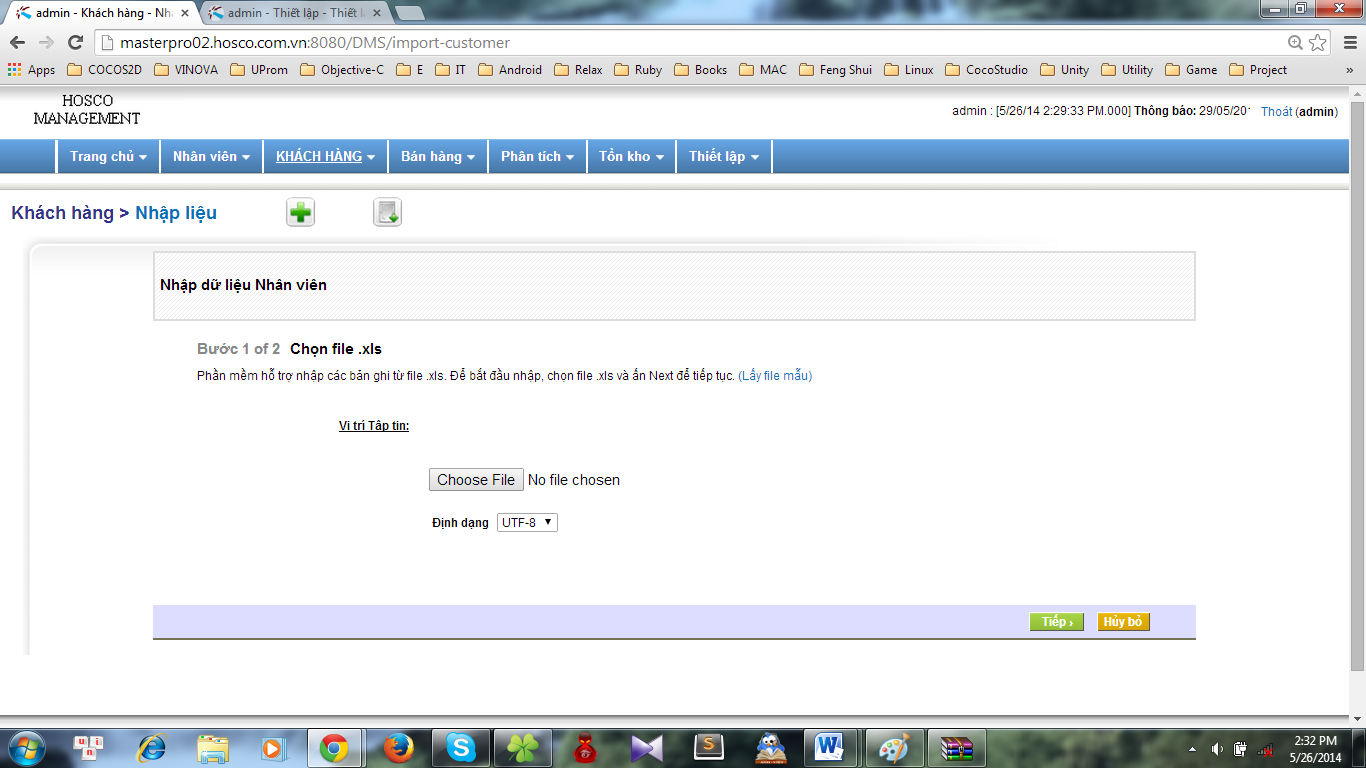 admin - Khách hàng - Nhậ
admin - Thiết lập - Thiết l
masterpro02.hosco.com.vn:8080/DMS/import-customer
Apps COCOS2D VINOVA UProm Objective-C E IT Android Relax Ruby Books MAC Feng Shui Linux CocoStudio Unity Utility Game Project »
HOSCO
MANAGEMENT
admin : [5/26/14 2:29:33 PM.000] Thông báo: 29/05/201 Thoát (admin)
Trang chủ Nhân viên KHÁCH HÀNG Bán hàng Phân tích Tồn kho Thiết lập
Khách hàng > Nhập liệu
Nhập dữ liệu Nhân viên
Bước 1 of 2 Chọn file .xls
Phần mềm hỗ trợ nhập các bản ghi từ file .xls. Để bắt đầu nhập, chọn file .xls và ấn Next để tiếp tục. (Lấy file mẫu)
Vị trí Tập tin:
Choose File No file chosen
Định dạng UTF-8
Tiếp › Hủy bỏ
2:32 PM
5/26/2014